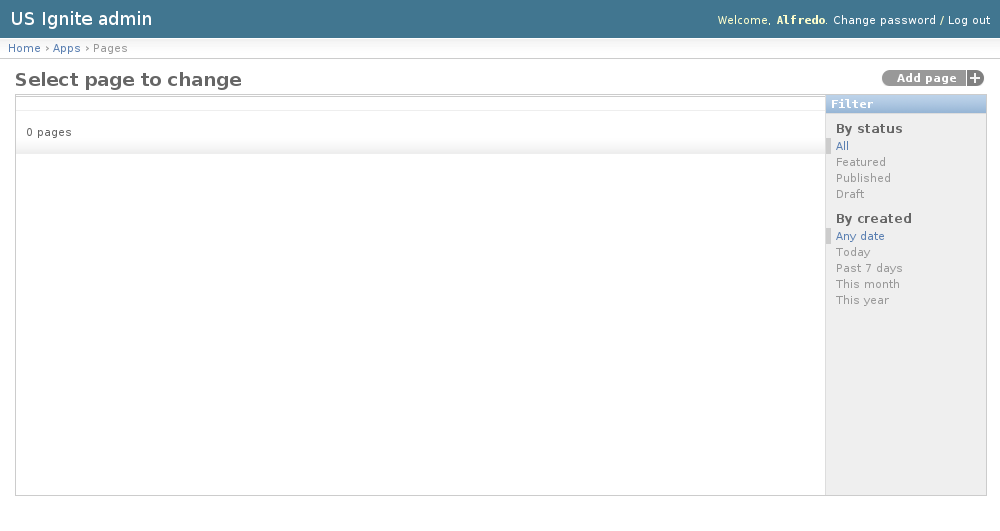 US Ignite admin
Welcome, Alfredo. Change password / Log out
Home › Apps › Pages
Select page to change
Add page +
Filter
0 pages
By status
All
Featured
Published
Draft
By created
Any date
Today
Past 7 days
This month
This year